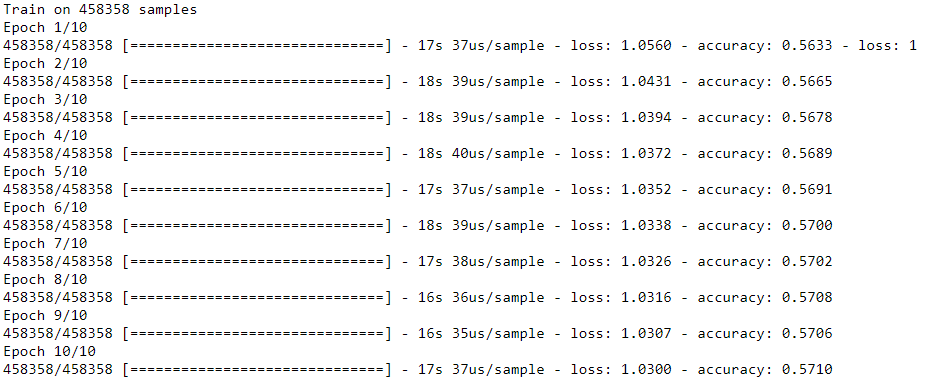 Train on 458358 samples
Epoch 1/10
458358/458358 [==============================] - 17s 37us/sample - loss: 1.0560 - accuracy: 0.5633 - loss: 1
Epoch 2/10
458358/458358 [==============================] - 18s 39us/sample - loss: 1.0431 - accuracy: 0.5665
Epoch 3/10
458358/458358 [==============================] - 18s 39us/sample - loss: 1.0394 - accuracy: 0.5678
Epoch 4/10
458358/458358 [==============================] - 18s 40us/sample - loss: 1.0372 - accuracy: 0.5689
Epoch 5/10
458358/458358 [==============================] - 17s 37us/sample - loss: 1.0352 - accuracy: 0.5691
Epoch 6/10
458358/458358 [==============================] - 18s 39us/sample - loss: 1.0338 - accuracy: 0.5700
Epoch 7/10
458358/458358 [==============================] - 17s 38us/sample - loss: 1.0326 - accuracy: 0.5702
Epoch 8/10
458358/458358 [==============================] - 16s 36us/sample - loss: 1.0316 - accuracy: 0.5708
Epoch 9/10
458358/458358 [==============================] - 16s 35us/sample - loss: 1.0307 - accuracy: 0.5706
Epoch 10/10
458358/458358 [==============================] - 17s 37us/sample - loss: 1.0300 - accuracy: 0.5710